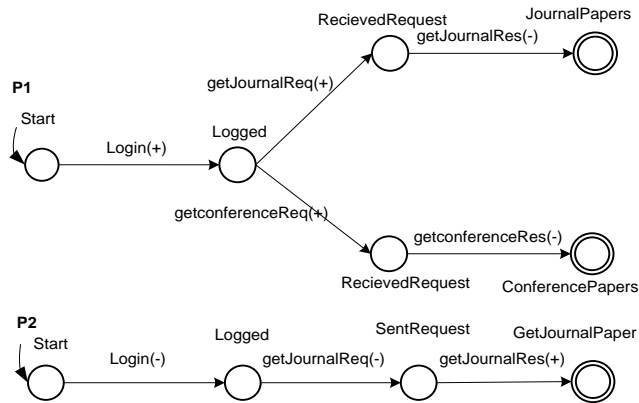 JournalPapers
RecievedRequest
getJournalRes(-)
getJournalReq(+)
P1
Start
Logged
Login(+)
getconferenceReq(+)
getconferenceRes(-)
RecievedRequest
ConferencePapers
P2
Start
Logged
SentRequest
GetJournalPaper
Login(-)
getJournalReq(-)
getJournalRes(+)